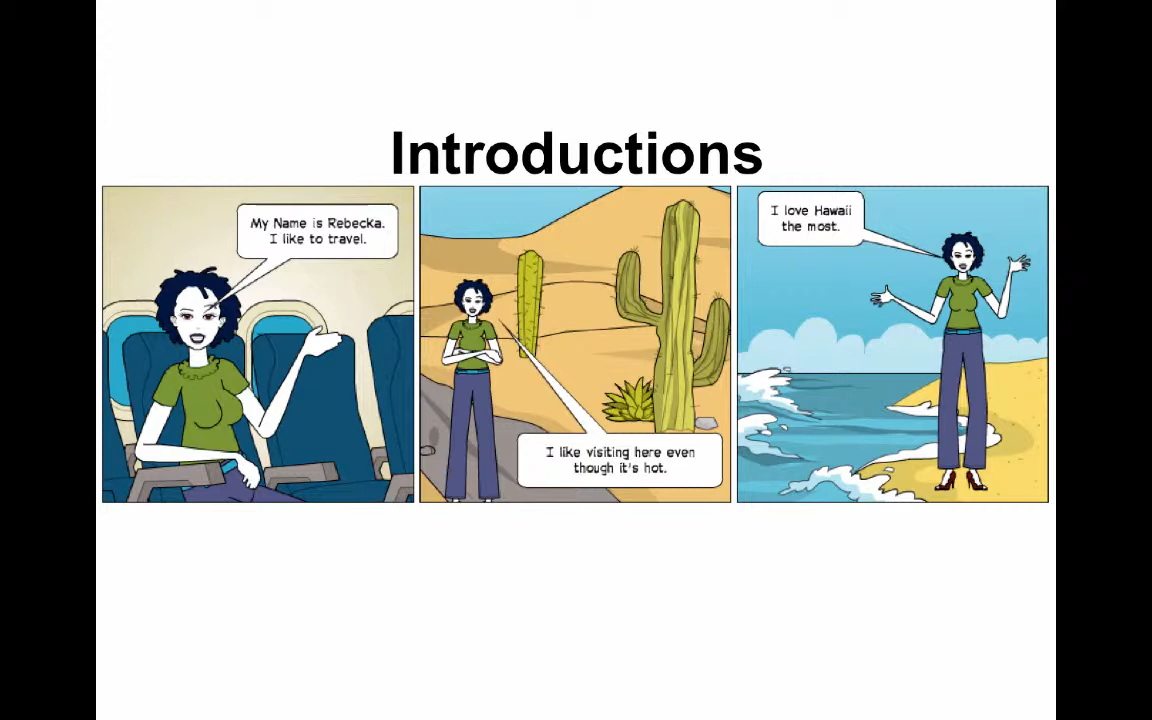 Introductions
My Name is Rebecka.
I like to travel.
I like visiting here even
though it's hot.
I love Hawaii
the most.